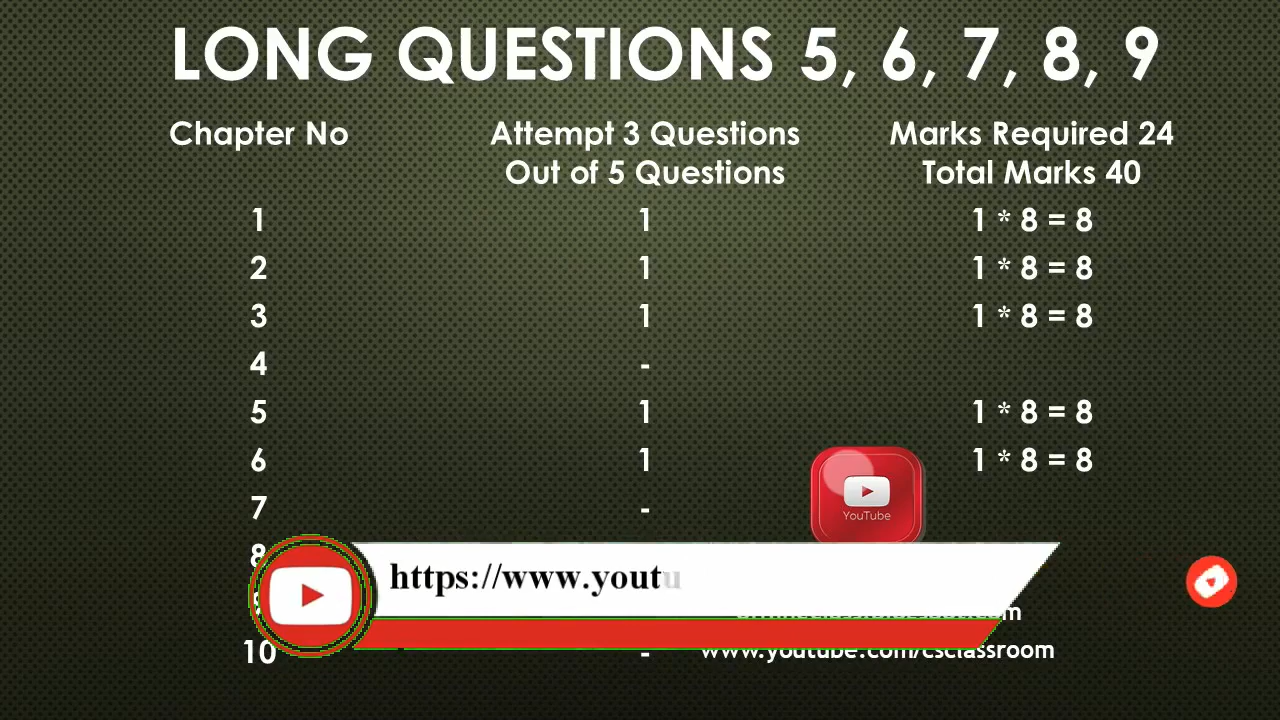 LONG QUESTIONS 5, 6, 7, 8, 9
Chapter No Attempt 3 Questions Marks Required 24
Out of 5 Questions Total Marks 40
1 1 1 * 8 = 8
2 1 1 * 8 = 8
3 1 1 * 8 = 8
4 -
5 1 1 * 8 = 8
6 1 1 * 8 = 8
7 -
YouTube
8
https://www.youtu
10 - www.youtube.com/csclassroom